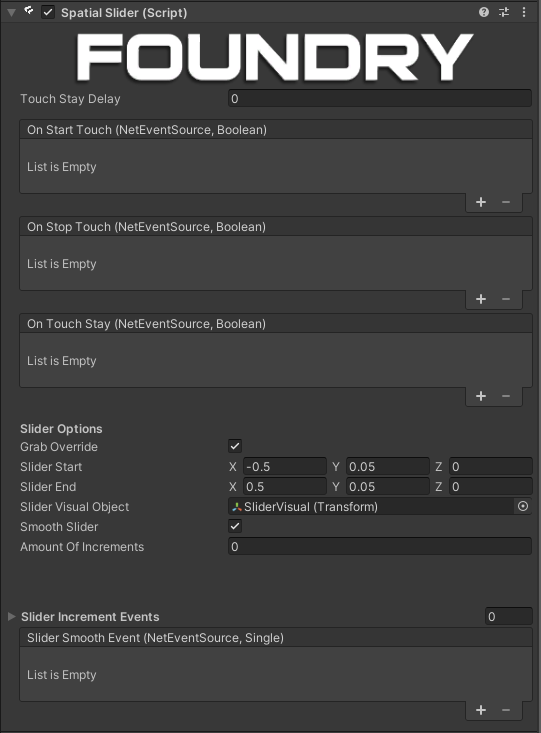 Spatial Slider (Script)
FOUNDRY
Touch Stay Delay 0
On Start Touch (NetEventSource, Boolean)
List is Empty
+ −
On Stop Touch (NetEventSource, Boolean)
List is Empty
+ −
On Touch Stay (NetEventSource, Boolean)
List is Empty
+ −
Slider Options
Grab Override
Slider Start X -0.5 Y 0.05 Z 0
Slider End X 0.5 Y 0.05 Z 0
Slider Visual Object SliderVisual (Transform)
Smooth Slider
Amount Of Increments 0
Slider Increment Events 0
Slider Smooth Event (NetEventSource, Single)
List is Empty
+ −